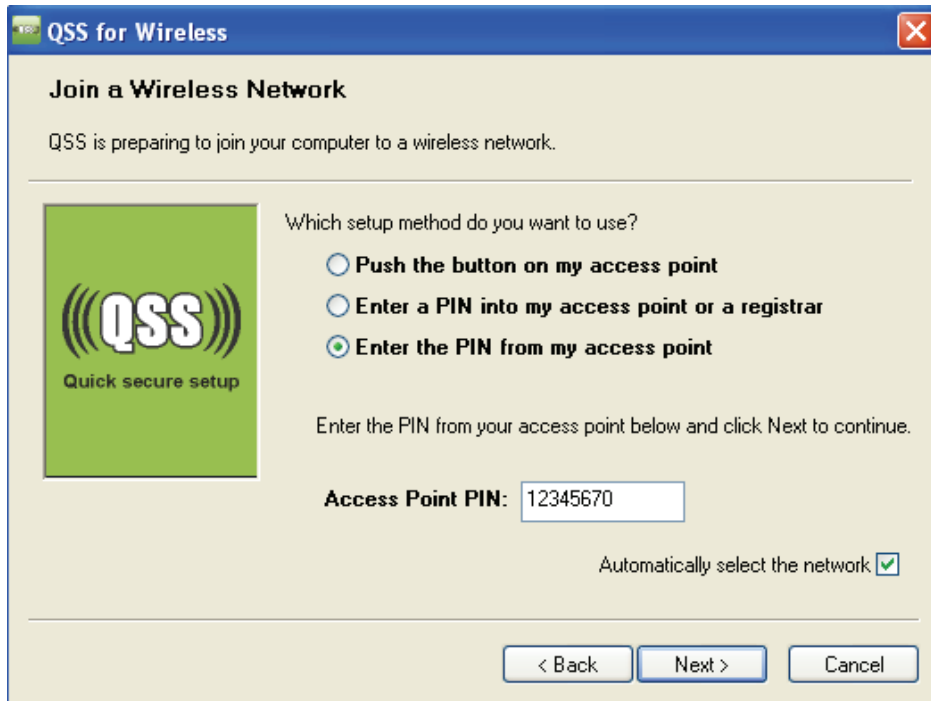 QSS for Wireless
Join a Wireless Network
QSS is preparing to join your computer to a wireless network.
Which setup method do you want to use?
Push the button on my access point
Enter a PIN into my access point or a registrar
Enter the PIN from my access point
QSS
Quick secure setup
Enter the PIN from your access point below and click Next to continue.
Access Point PIN: 12345670
Automatically select the network
< Back Next > Cancel